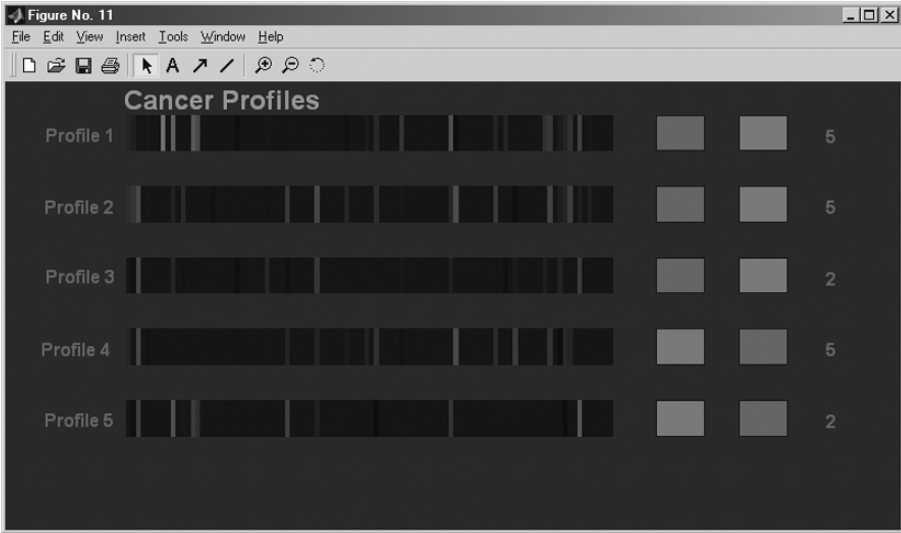 Figure No. 11
File Edit View Insert Tools Window Help
A
Cancer Profiles
Profile 1 5
Profile 2 5
Profile 3 2
Profile 4 5
Profile 5 2